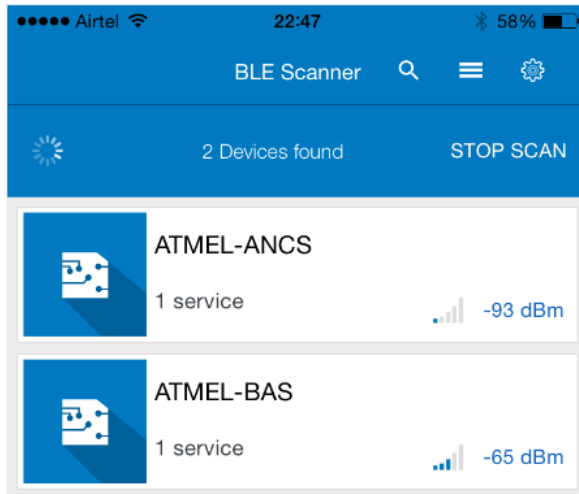 Airtel 22:47 58%
BLE Scanner
2 Devices found STOP SCAN
ATMEL-ANCS
1 service -93 dBm
ATMEL-BAS
1 service -65 dBm